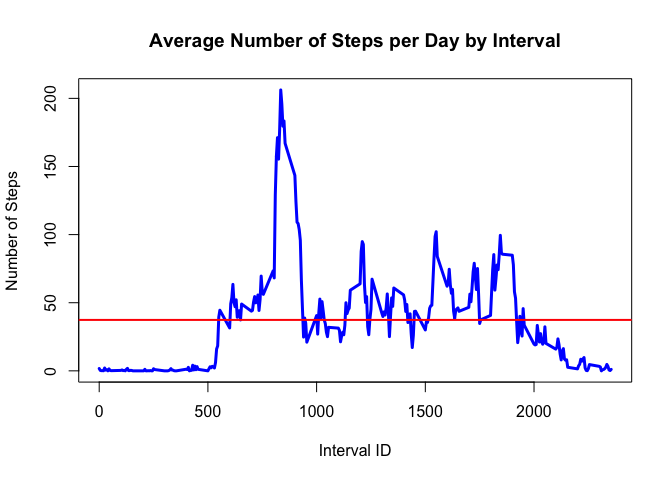 Average Number of Steps per Day by Interval
Number of Steps
200
150
100
50
0
0 500 1000 1500 2000
Interval ID